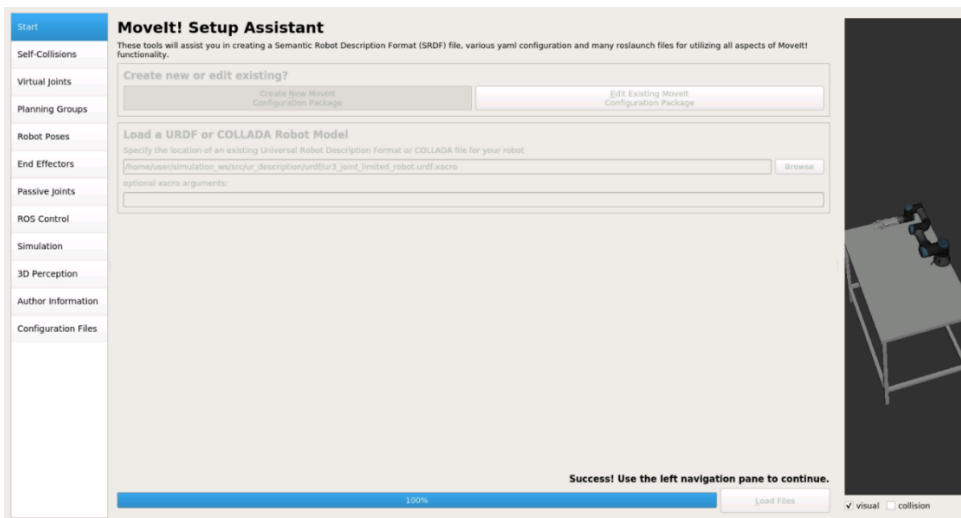 Start
Self-Collisions
Virtual Joints
Planning Groups
Robot Poses
End Effectors
Passive Joints
ROS Control
Simulation
3D Perception
Author Information
Configuration Files
MoveIt! Setup Assistant
These tools will assist you in creating a Semantic Robot Description Format (SRDF) file, various yaml configuration and many roslaunch files for utilizing all aspects of MoveIt!
functionality.
Create new or edit existing?
Create New MoveIt
Configuration Package
Edit Existing MoveIt
Configuration Package
Load a URDF or COLLADA Robot Model
Specify the location of an existing Universal Robot Description Format or COLLADA file for your robot
/home/user/simulation_ws/src/ur_description/urdf/ur3_joint_limited_robot.urdf.xacro
Browse
optional xacro arguments:
Success! Use the left navigation pane to continue.
100%
Load Files
visual
collision